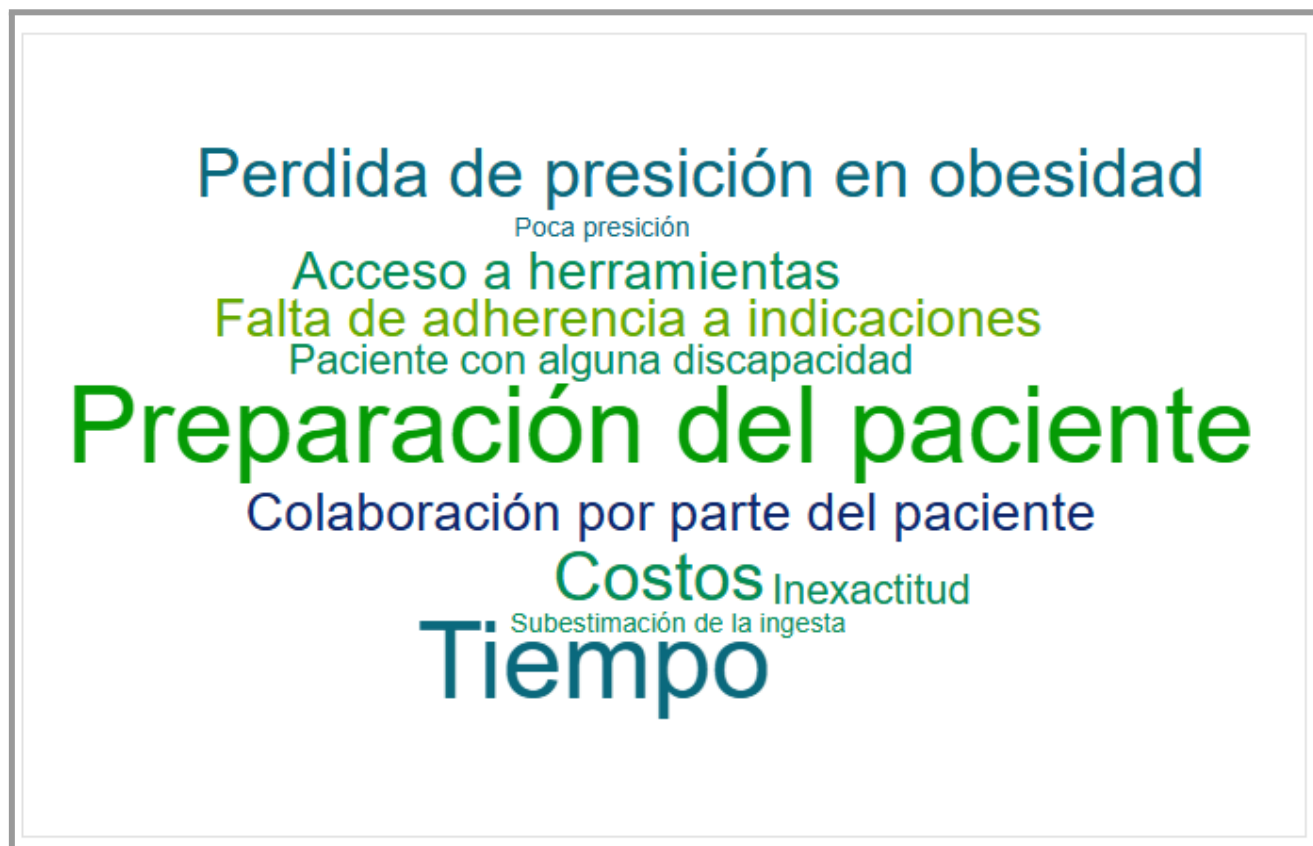 Perdida de presición en obesidad
Poca presición
Acceso a herramientas
Falta de adherencia a indicaciones
Paciente con alguna discapacidad
Preparación del paciente
Colaboración por parte del paciente
Costos Inexactitud
Subestimación de la ingesta
Tiempo